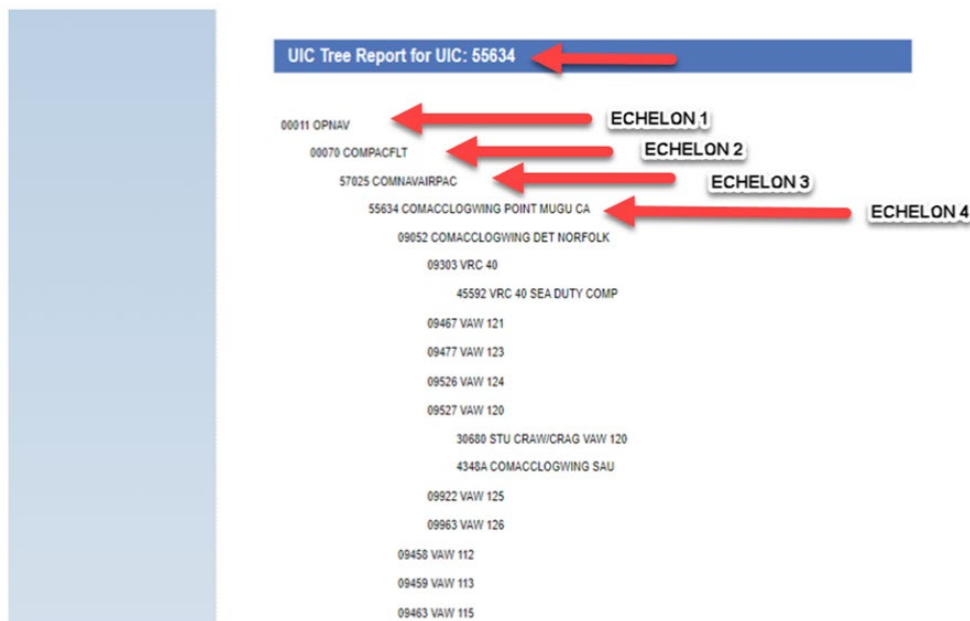 UIC Tree Report for UIC: 55634
00011 OPNAV
ECHELON 1
00070 COMPACFLT
ECHELON 2
57025 COMNAVAIRPAC
ECHELON 3
55634 COMACCLOGWING POINT MUGU CA
ECHELON 4
09052 COMACCLOGWING DET NORFOLK
09303 VRC 40
45592 VRC 40 SEA DUTY COMP
09467 VAW 121
09477 VAW 123
09526 VAW 124
09527 VAW 120
30680 STU CRAW/CRAG VAW 120
4348A COMACCLOGWING SAU
09922 VAW 125
09963 VAW 126
09458 VAW 112
09459 VAW 113
09463 VAW 115